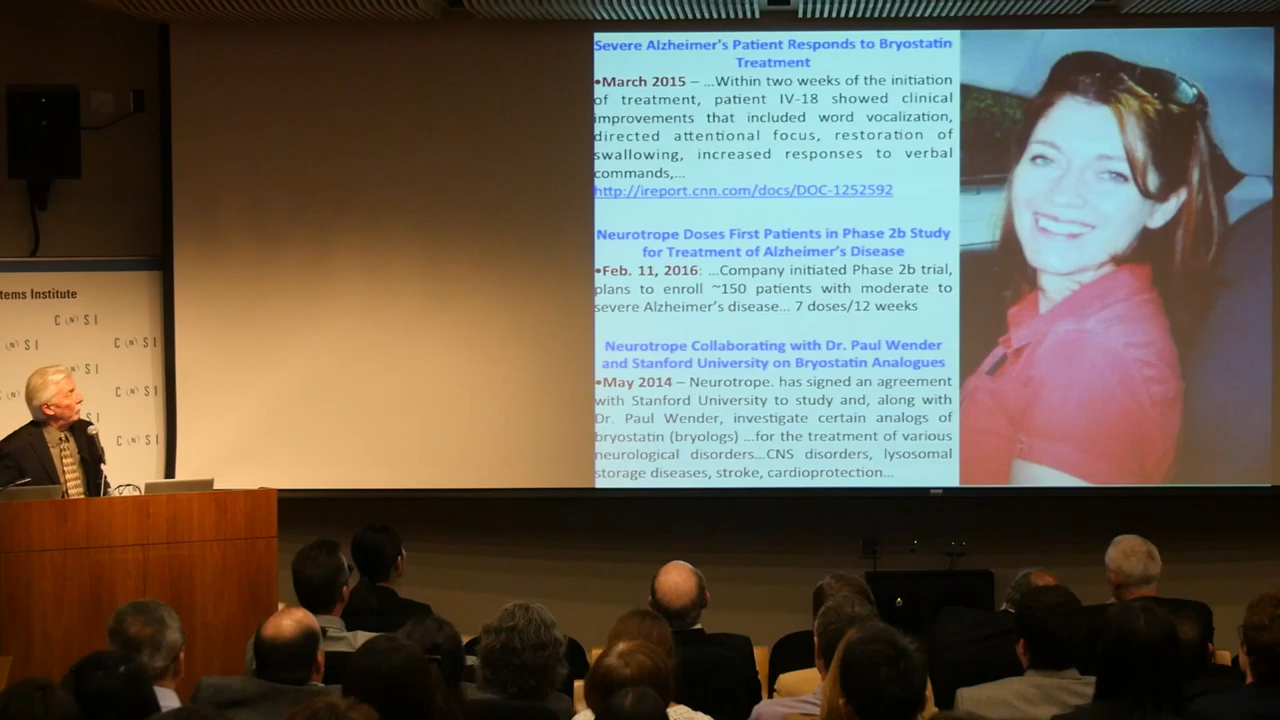 Severe Alzheimer's Patient Responds to Bryostatin
Treatment
•March 2015 – ...Within two weeks of the initiation
of treatment, patient IV-18 showed clinical
improvements that included word vocalization,
directed attentional focus, restoration of
swallowing, increased responses to verbal
commands,...
http://ireport.cnn.com/docs/DOC-1252592
Neurotrope Doses First Patients in Phase 2b Study
for Treatment of Alzheimer's Disease
•Feb. 11, 2016: ...Company initiated Phase 2b trial,
plans to enroll ~150 patients with moderate to
severe Alzheimer's disease... 7 doses/12 weeks
Neurotrope Collaborating with Dr. Paul Wender
and Stanford University on Bryostatin Analogues
•May 2014 – Neurotrope. has signed an agreement
with Stanford University to study and, along with
Dr. Paul Wender, investigate certain analogs of
bryostatin (bryologs) ...for the treatment of various
neurological disorders...CNS disorders, lysosomal
storage diseases, stroke, cardioprotection...
tems Institute
C (N) S I
(N) S I
C (N) S I
(N) S I
C (N) S I
S I
C (N) S I